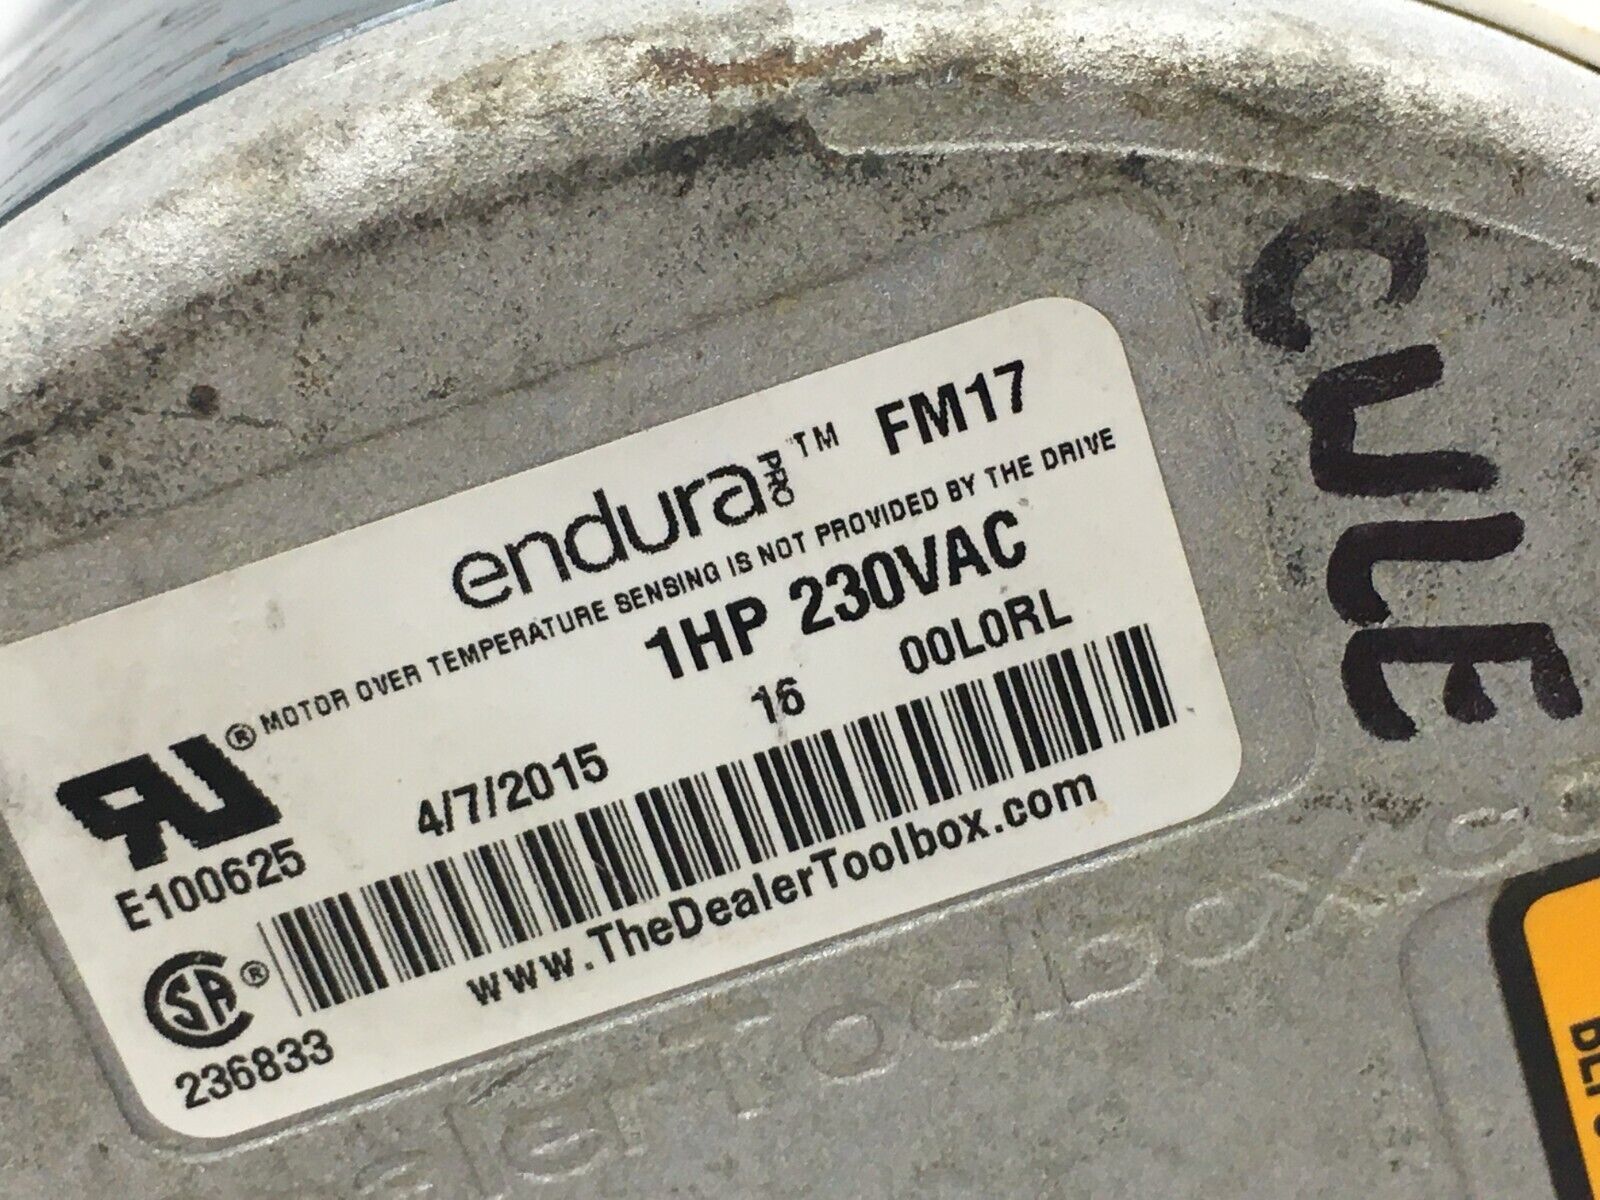 endura PRO ™ FM17
® MOTOR OVER TEMPERATURE SENSING IS NOT PROVIDED BY THE DRIVE
1HP 230VAC
4/7/2015 16 00L0RL
E100625
www.TheDealerToolbox.com
CSA ®
236833
CULE